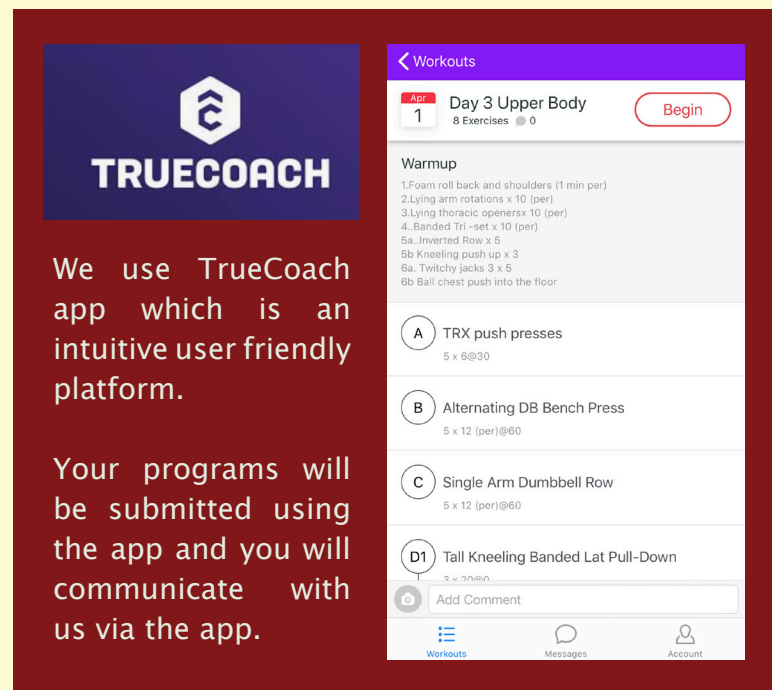 TRUECOACH
We use TrueCoach
app which is an
intuitive user friendly
platform.
Your programs will
be submitted using
the app and you will
communicate with
us via the app.
Workouts
Apr
1
Day 3 Upper Body
8 Exercises 0
Begin
Warmup
1.Foam roll back and shoulders (1 min per)
2.Lying arm rotations x 10 (per)
3.Lying thoracic openersx 10 (per)
4..Banded Tri -set x 10 (per)
5a..Inverted Row x 5
5b Kneeling push up x 3
6a. Twitchy jacks 3 x 5
6b Ball chest push into the floor
A TRX push presses
5 x 6@30
B Alternating DB Bench Press
5 x 12 (per)@60
C Single Arm Dumbbell Row
5 x 12 (per)@60
D1 Tall Kneeling Banded Lat Pull-Down
3 x 20@0
Add Comment
Workouts Messages Account